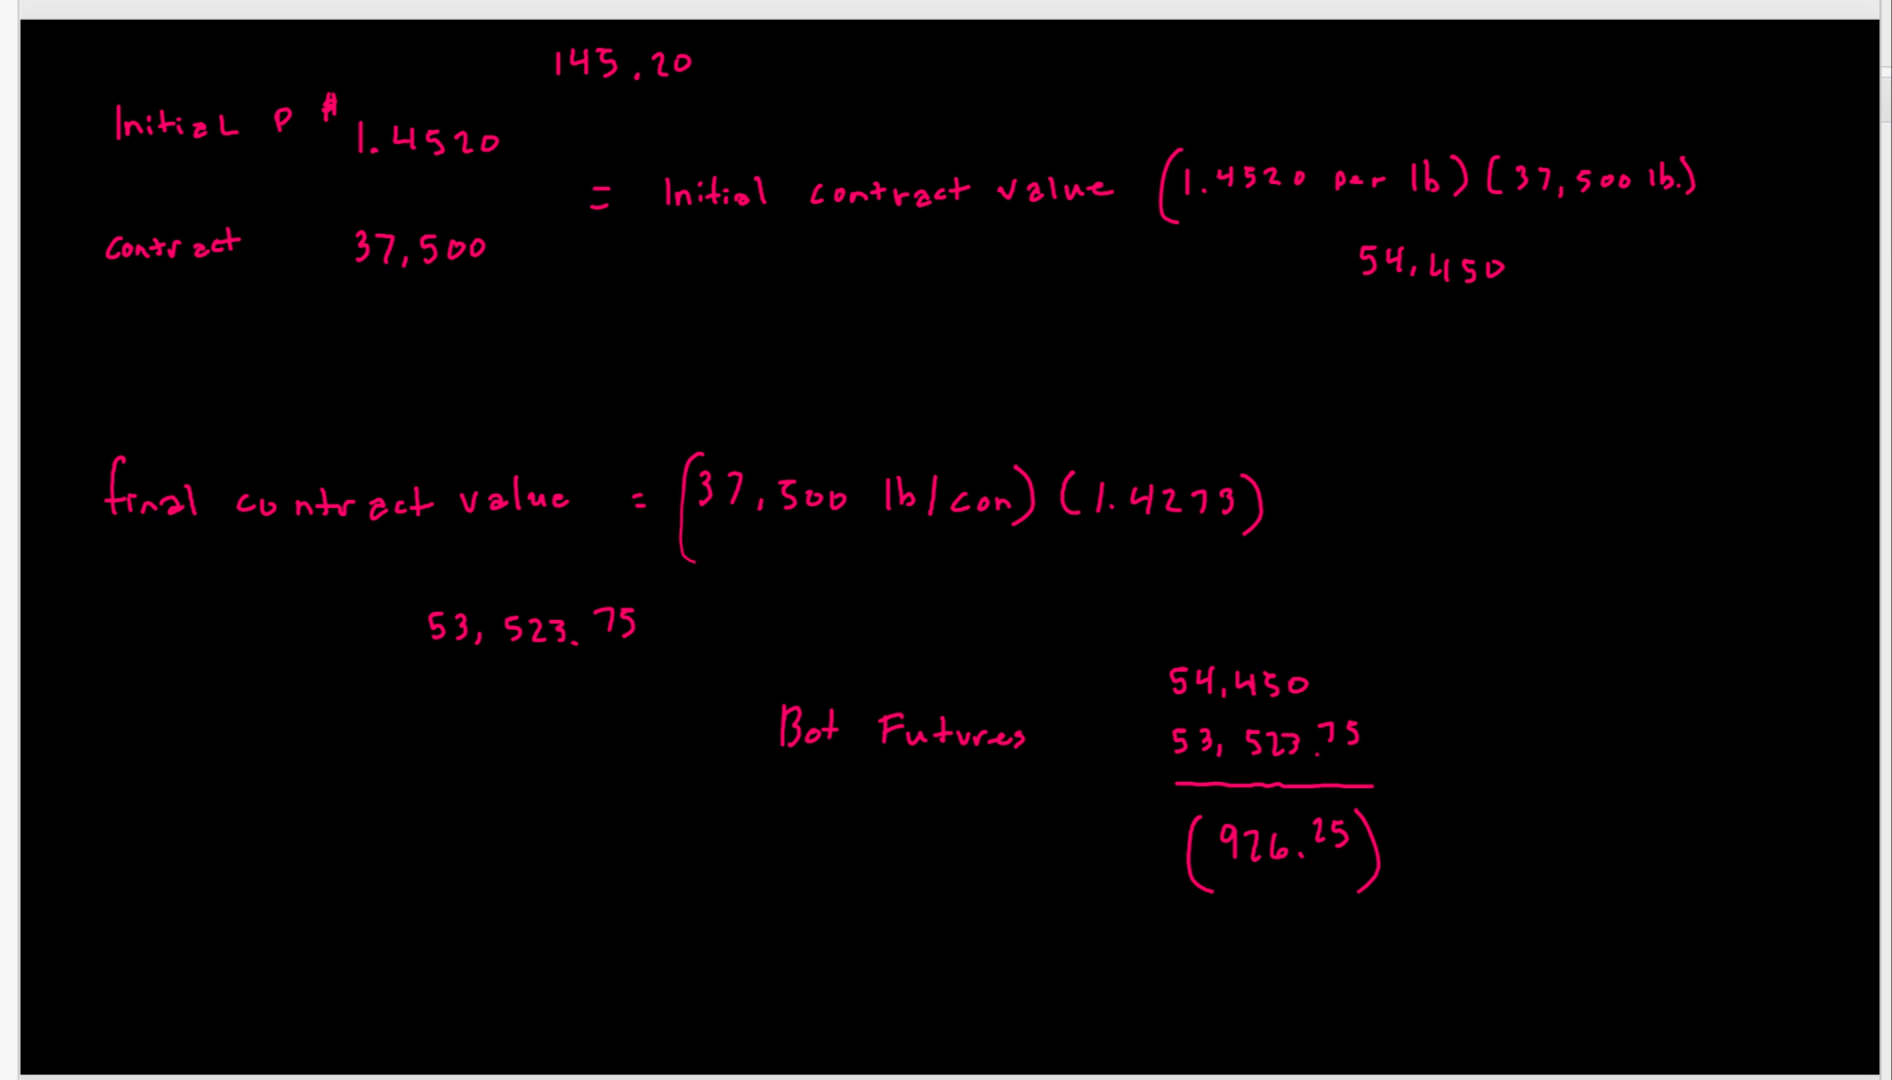 145.20
Initial P # 1.4520
= Initial contract value (1.4520 per lb) (37,500 lb.)
contract 37,500
54,450
final contract value = (37,500 lb/con) (1.4273)
53,523.75
54,450
Bot Futures
53,523.75
(926.25)